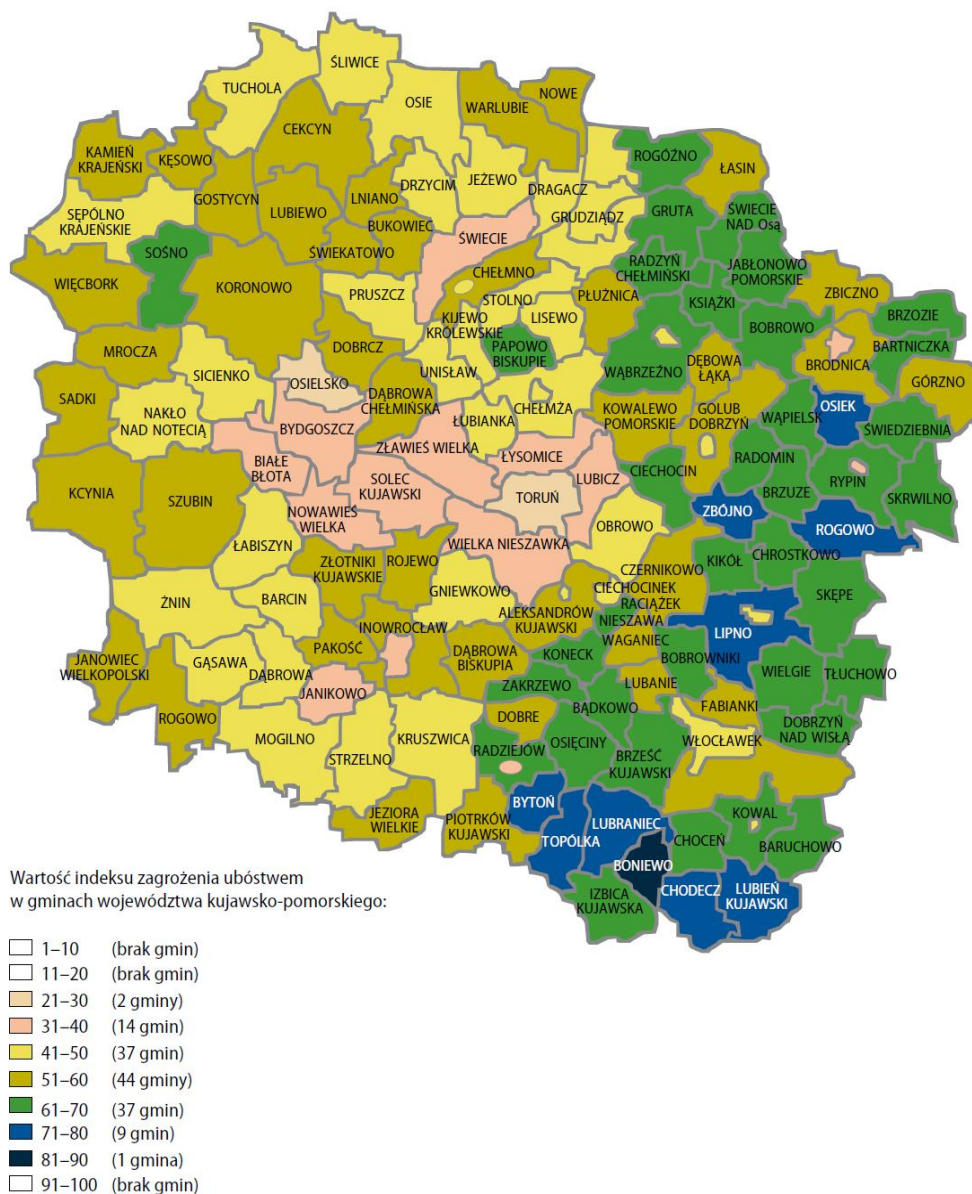 ŚLIWICE
TUCHOLA
OSIE
NOWE
WARLUBIE
CEKCYN
KAMIEŃ
KRAJEŃSKI
KĘSOWO
ROGÓŹNO
ŁASIN
DRZYCIM
JEŻEWO
DRAGACZ
GOSTYCYN
LUBIEWO
LNIANO
GRUTA
ŚWIECIE
NAD Osą
SĘPÓLNO
KRAJEŃSKIE
BUKOWIEC
GRUDZIĄDZ
SOŚNO
ŚWIEKATOWO
ŚWIECIE
RADZYŃ
CHEŁMIŃSKI
JABŁONOWO
POMORSKIE
WIĘCBORK
KORONOWO
CHEŁMNO
PRUSZCZ
STOLNO
PŁUŻNICA
KSIĄŻKI
ZBICZNO
KIJEWO
KRÓLEWSKIE
LISEWO
BOBROWO
BRZOZIE
MROCZA
DOBRCZ
PAPOWO
BISKUPIE
BARTNICZKA
SICIENKO
OSIELSKO
UNISŁAW
WĄBRZEŹNO
DĘBOWA
ŁĄKA
BRODNICA
GÓRZNO
SADKI
DĄBROWA
CHEŁMIŃSKA
CHEŁMŻA
OSIEK
NAKŁO
NAD NOTECIĄ
BYDGOSZCZ
ŁUBIANKA
KOWALEWO
POMORSKIE
GOLUB
DOBRZYŃ
WĄPIELSK
ŚWIEDZIEBNIA
ZŁAWIEŚ WIELKA
ŁYSOMICE
BIAŁE
BŁOTA
SOLEC
KUJAWSKI
LUBICZ
CIECHOCIN
RADOMIN
RYPIN
KCYNIA
SZUBIN
TORUŃ
BRZUZE
SKRWILNO
NOWAWIEŚ
WIELKA
ZBÓJNO
ROGOWO
OBROWO
ŁABISZYN
WIELKA NIESZAWKA
ZŁOTNIKI
KUJAWSKIE
ROJEWO
CZERNIKOWO
KIKÓŁ
CHROSTKOWO
ŻNIN
BARCIN
GNIEWKOWO
CIECHOCINEK
RACIĄŻEK
SKĘPE
ALEKSANDRÓW
KUJAWSKI
NIESZAWA
INOWROCŁAW
WAGANIEC
LIPNO
JANOWIEC
WIELKOPOLSKI
GĄSAWA
PAKOŚĆ
DĄBROWA
BISKUPIA
KONECK
BOBROWNIKI
DĄBROWA
WIELGIE
TŁUCHOWO
JANIKOWO
ZAKRZEWO
LUBANIE
ROGOWO
BĄDKOWO
FABIANKI
DOBRE
DOBRZYŃ
NAD WISŁĄ
MOGILNO
KRUSZWICA
OSIĘCINY
WŁOCŁAWEK
STRZELNO
RADZIEJÓW
BRZEŚĆ
KUJAWSKI
BYTOŃ
JEZIORA
WIELKIE
PIOTRKÓW
KUJAWSKI
LUBRANIEC
KOWAL
TOPÓLKA
CHOCEŃ
BARUCHOWO
BONIEWO
IZBICA
KUJAWSKA
CHODECZ
LUBIEŃ
KUJAWSKI
Wartość indeksu zagrożenia ubóstwem
w gminach województwa kujawsko-pomorskiego:
1–10 (brak gmin)
11–20 (brak gmin)
21–30 (2 gminy)
31–40 (14 gmin)
41–50 (37 gmin)
51–60 (44 gminy)
61–70 (37 gmin)
71–80 (9 gmin)
81–90 (1 gmina)
91–100 (brak gmin)